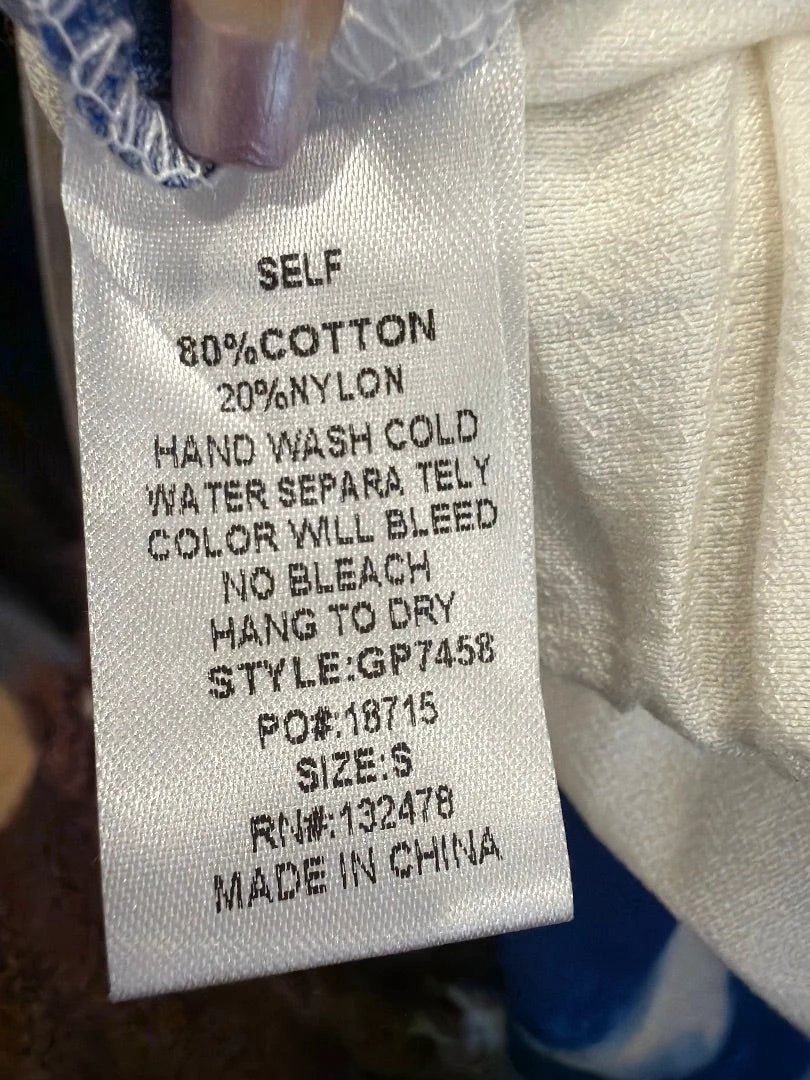 SELF
80%COTTON
20%NYLON
HAND WASH COLD
WATER SEPARA TELY
COLOR WILL BLEED
NO BLEACH
HANG TO DRY
STYLE:GP7458
PO#:18715
SIZE:S
RN#:132478
MADE IN CHINA